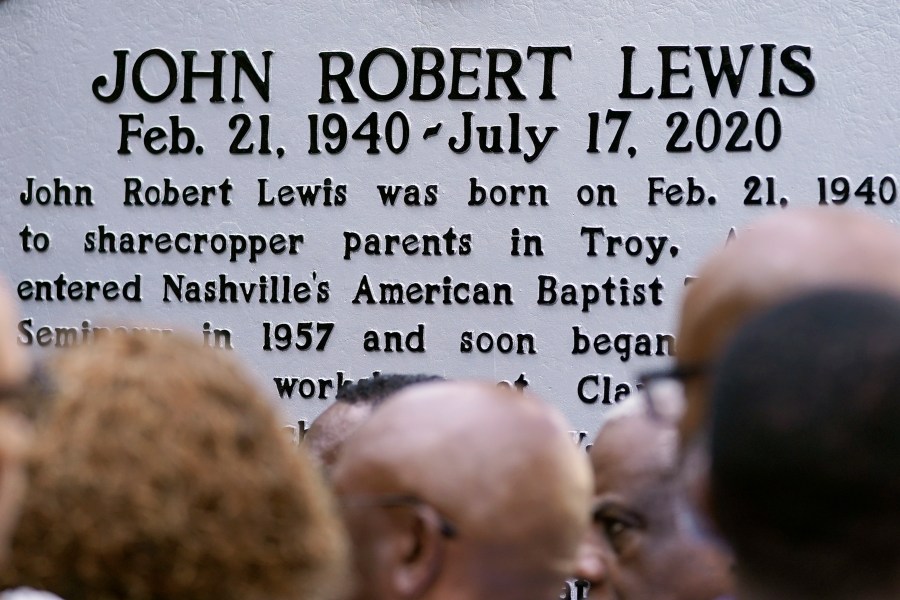 JOHN ROBERT LEWIS
Feb. 21, 1940 - July 17, 2020
John Robert Lewis was born on Feb. 21, 1940
to sharecropper parents in Troy,
entered Nashville's American Baptist
in 1957 and soon began